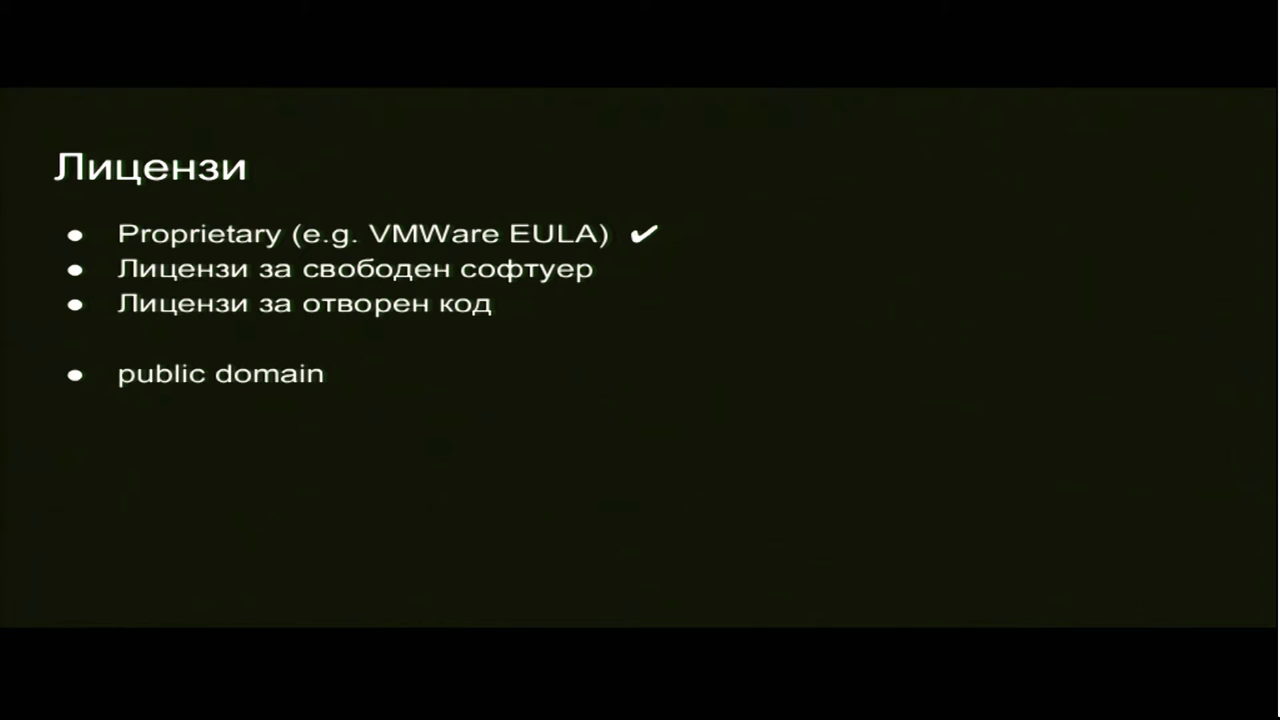 Лицензи
● Proprietary (e.g. VMWare EULA) ✔
● Лицензи за свободен софтуер
● Лицензи за отворен код
● public domain